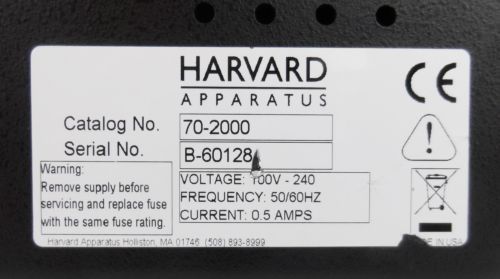 HARVARD
APPARATUS
CE
Catalog No. 70-2000
Serial No. B-60128
Warning:
Remove supply before
servicing and replace fuse
with the same fuse rating.
VOLTAGE: 100V - 240
FREQUENCY: 50/60HZ
CURRENT: 0.5 AMPS
Harvard Apparatus Holliston, MA 01746 (508) 893-8999
IN USA